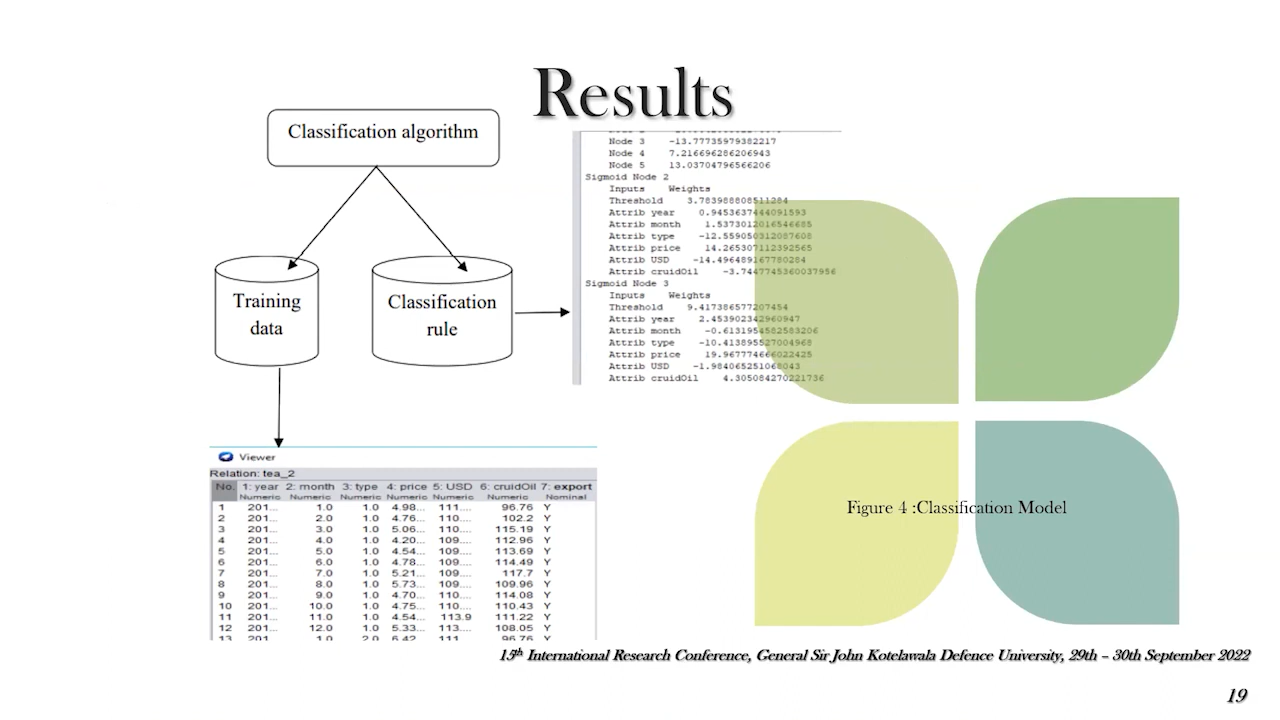 Results
Classification algorithm
Training
data
Classification
rule
Node 3 -13.77735979382217
Node 4 7.216696286206943
Node 5 13.03704796566206
Sigmoid Node 2
Inputs Weights
Threshold 3.783988808511284
Attrib year 0.9453637444091593
Attrib month 1.5373012016546685
Attrib type -12.559050312087608
Attrib price 14.265307112392565
Attrib USD -14.496489167780284
Attrib cruidOil -3.7447745360037956
Sigmoid Node 3
Inputs Weights
Threshold 9.417386577207454
Attrib year 2.453902342960947
Attrib month -0.6131954582583206
Attrib type -10.413895527004968
Attrib price 19.967774666022425
Attrib USD -1.984065251068043
Attrib cruidOil 4.305084270221736
Viewer
Relation: tea_2
No. 1: year 2: month 3: type 4: price 5: USD 6: cruidOil 7: export
Numeric Numeric Numeric Numeric Numeric Numeric Nominal
1 201... 1.0 1.0 4.98... 111.... 96.76 Y
2 201... 2.0 1.0 4.76... 110.... 102.2 Y
3 201... 3.0 1.0 5.06... 110.... 115.19 Y
4 201... 4.0 1.0 4.20... 109.... 112.96 Y
5 201... 5.0 1.0 4.54... 109.... 113.69 Y
6 201... 6.0 1.0 4.78... 109.... 114.49 Y
7 201... 7.0 1.0 5.21... 109.... 117.7 Y
8 201... 8.0 1.0 5.73... 109.... 109.96 Y
9 201... 9.0 1.0 4.70... 110.... 114.08 Y
10 201... 10.0 1.0 4.75... 110.... 110.43 Y
11 201... 11.0 1.0 4.54... 113.9 111.22 Y
12 201... 12.0 1.0 5.33... 113.... 108.05 Y
13 201 1.0 2.0 6.42 111 96.76 Y
Figure 4 :Classification Model
15th International Research Conference, General Sir John Kotelawala Defence University, 29th – 30th September 2022
19